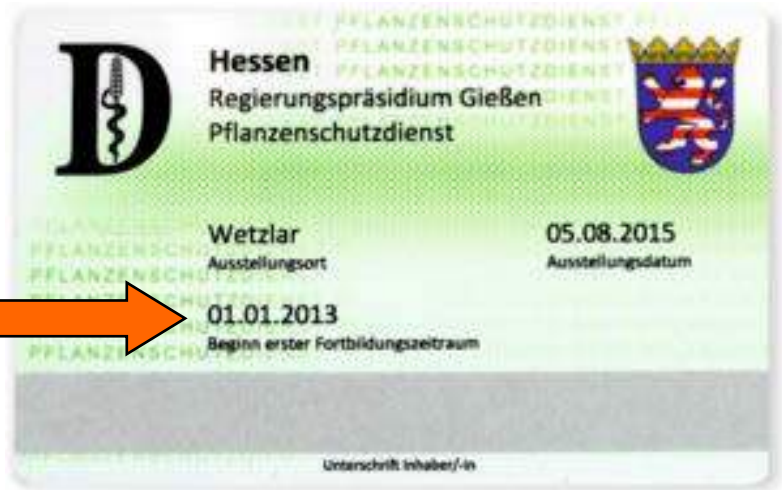 PFLANZENSCHUTZDIENST
D
Hessen
Regierungspräsidium Gießen
Pflanzenschutzdienst
Wetzlar
05.08.2015
Ausstellungsort
Ausstellungsdatum
01.01.2013
Beginn erster Fortbildungszeitraum
Unterschrift Inhaber/-in